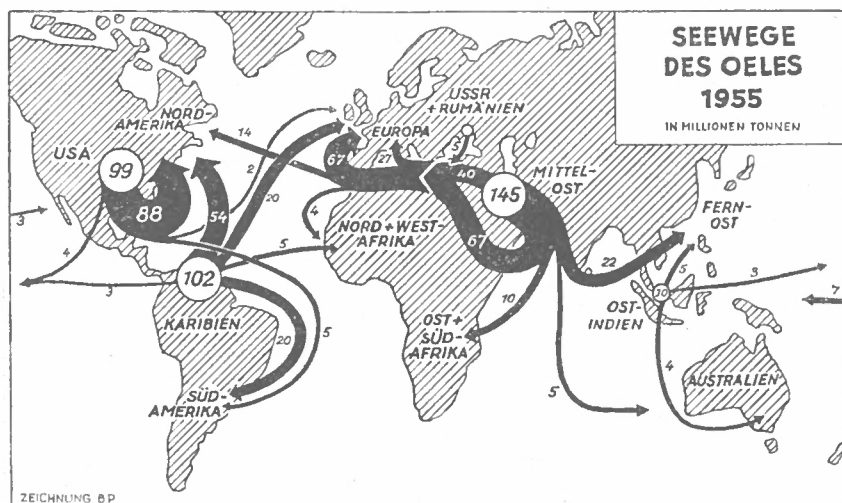 SEEWEGE
DES OELES
1955
IN MILLIONEN TONNEN
NORD-
AMERIKA
14
USSR
+ RUMÄNIEN
EUROPA
USA
99
2
67
27
5
40
MITTEL-
OST
145
88
54
20
3
4
4
NORD + WEST-
AFRIKA
FERN-
OST
67
5
22
5
3
102
3
10
10
7
OST-
INDIEN
KARIBIEN
20
5
OST +
SÜD-
AFRIKA
4
5
AUSTRALIEN
SÜD-
AMERIKA
ZEICHNUNG BP